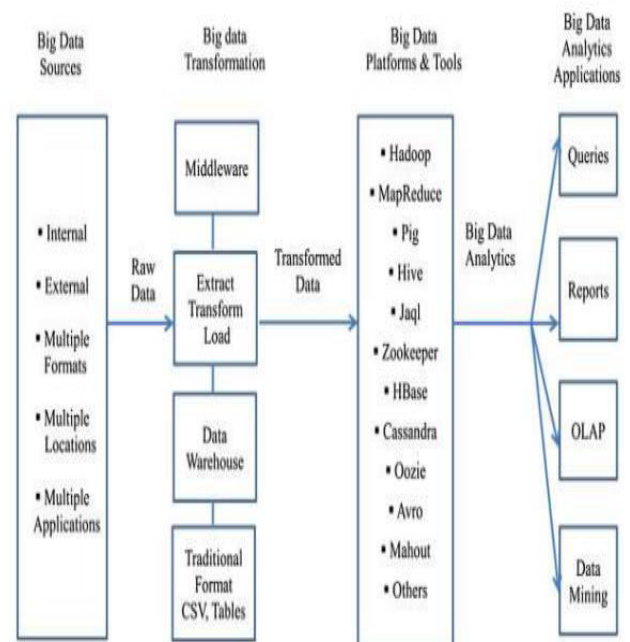 Big Data
Sources
Big data
Transformation
Big Data
Platforms & Tools
Big Data
Analytics
Applications
▪ Internal
▪ External
▪ Multiple
Formats
▪ Multiple
Locations
▪ Multiple
Applications
Raw
Data
Middleware
Extract
Transform
Load
Data
Warehouse
Traditional
Format
CSV, Tables
Transformed
Data
▪ Hadoop
▪ MapReduce
▪ Pig
▪ Hive
▪ Jaql
▪ Zookeeper
▪ HBase
▪ Cassandra
▪ Oozie
▪ Avro
▪ Mahout
▪ Others
Big Data
Analytics
Queries
Reports
OLAP
Data
Mining